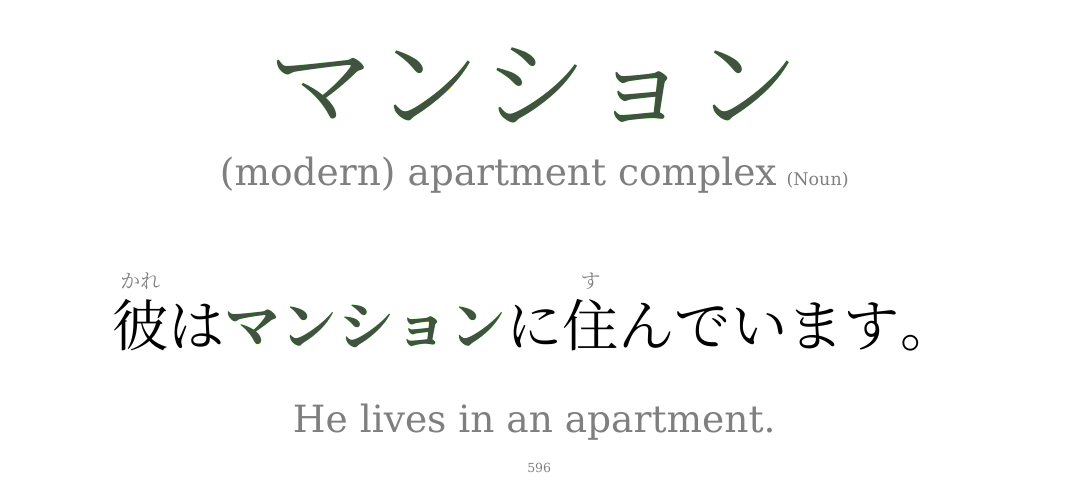 マンション
(modern) apartment complex (Noun)
かれ す
彼はマンションに住んでいます。
He lives in an apartment.
596